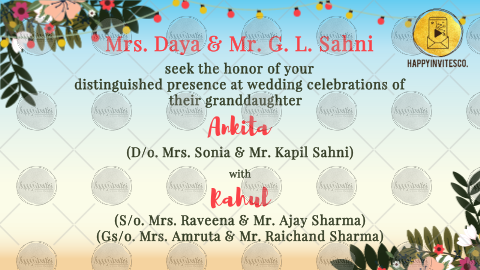 Mrs. Daya & Mr. G. L. Sahni
HAPPYINVITESCO.
seek the honor of your
distinguished presence at wedding celebrations of
their granddaughter
Ankita
(D/o. Mrs. Sonia & Mr. Kapil Sahni)
with
Rahul
(S/o. Mrs. Raveena & Mr. Ajay Sharma)
(Gs/o. Mrs. Amruta & Mr. Raichand Sharma)